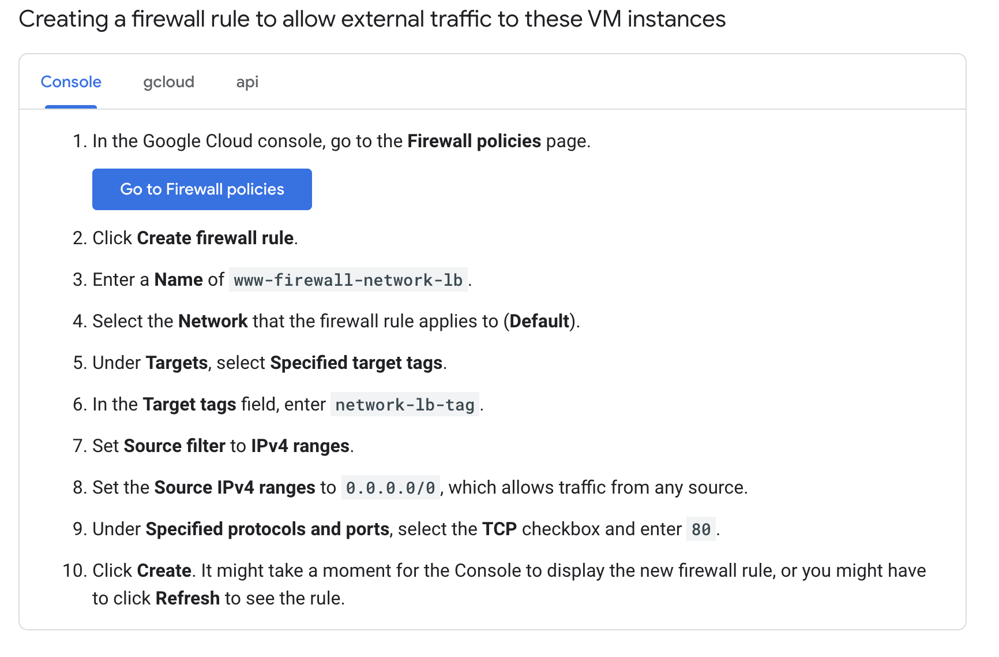 Creating a firewall rule to allow external traffic to these VM instances
Console gcloud api
1. In the Google Cloud console, go to the Firewall policies page.
Go to Firewall policies
2. Click Create firewall rule.
3. Enter a Name of www-firewall-network-lb.
4. Select the Network that the firewall rule applies to (Default).
5. Under Targets, select Specified target tags.
6. In the Target tags field, enter network-lb-tag.
7. Set Source filter to IPv4 ranges.
8. Set the Source IPv4 ranges to 0.0.0.0/0, which allows traffic from any source.
9. Under Specified protocols and ports, select the TCP checkbox and enter 80.
10. Click Create. It might take a moment for the Console to display the new firewall rule, or you might have
to click Refresh to see the rule.